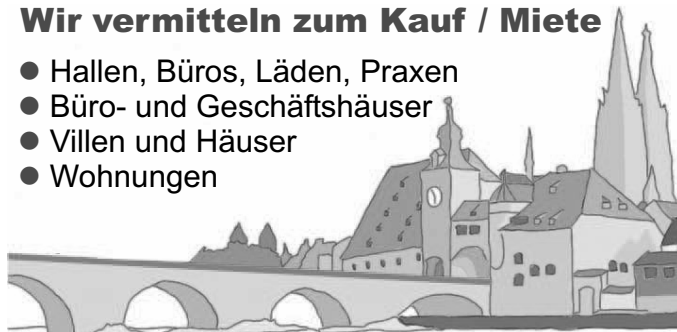 Wir vermitteln zum Kauf / Miete
● Hallen, Büros, Läden, Praxen
● Büro- und Geschäftshäuser
● Villen und Häuser
● Wohnungen